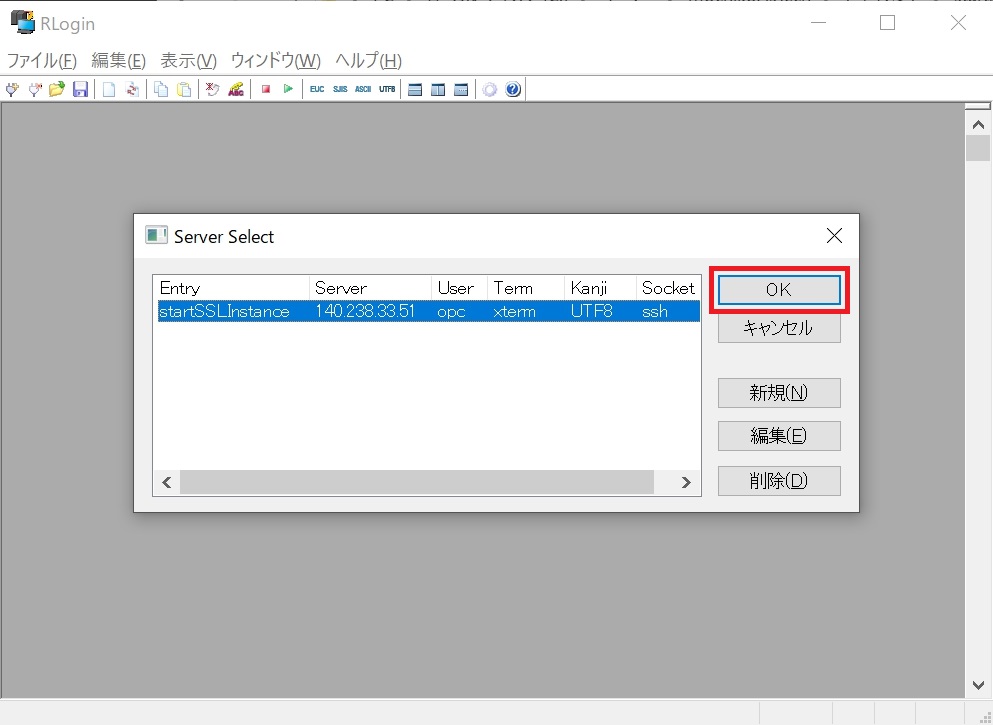 RLogin
ファイル(F) 編集(E) 表示(V) ウィンドウ(W) ヘルプ(H)
ABC EUC SJIS ASCII UTF8
Server Select
Entry Server User Term Kanji Socket
startSSLInstance 140.238.33.51 opc xterm UTF8 ssh
OK
キャンセル
新規(N)
編集(E)
削除(D)